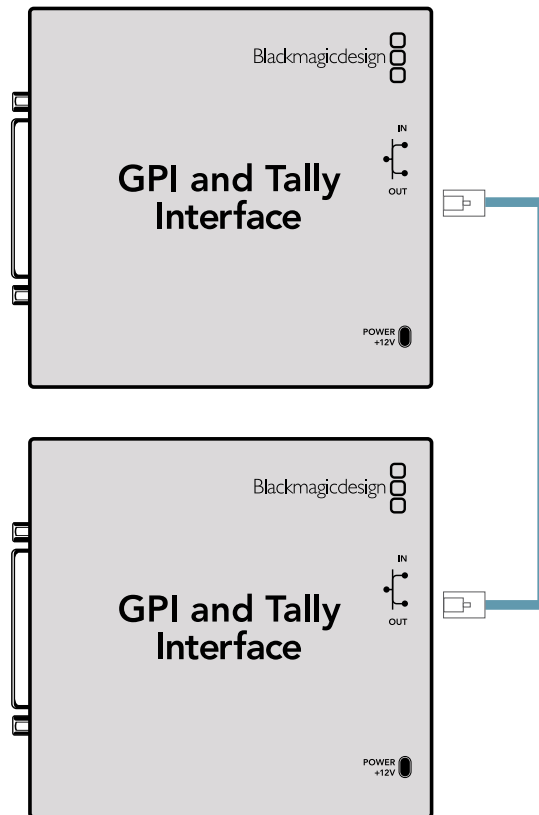 Blackmagicdesign
IN
GPI and Tally
Interface
OUT
POWER
+12V
Blackmagicdesign
IN
GPI and Tally
Interface
OUT
POWER
+12V